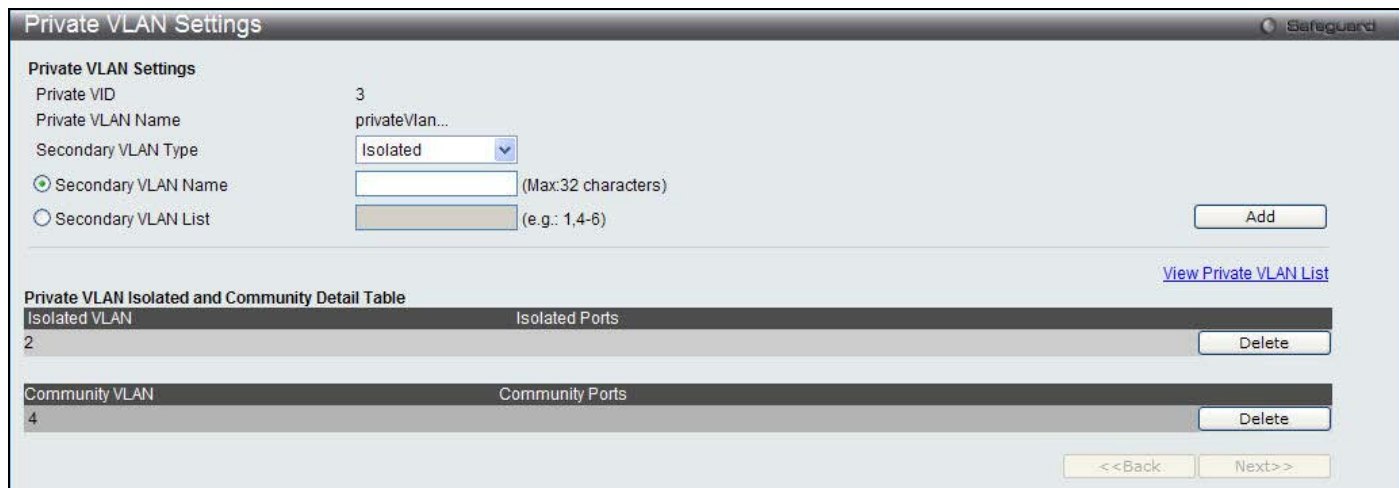 Private VLAN Settings
Safeguard
Private VLAN Settings
Private VID 3
Private VLAN Name privateVlan...
Secondary VLAN Type Isolated
Secondary VLAN Name (Max:32 characters)
Secondary VLAN List (e.g.: 1,4-6) Add
View Private VLAN List
Private VLAN Isolated and Community Detail Table
Isolated VLAN Isolated Ports
2 Delete
Community VLAN Community Ports
4 Delete
<<Back Next>>